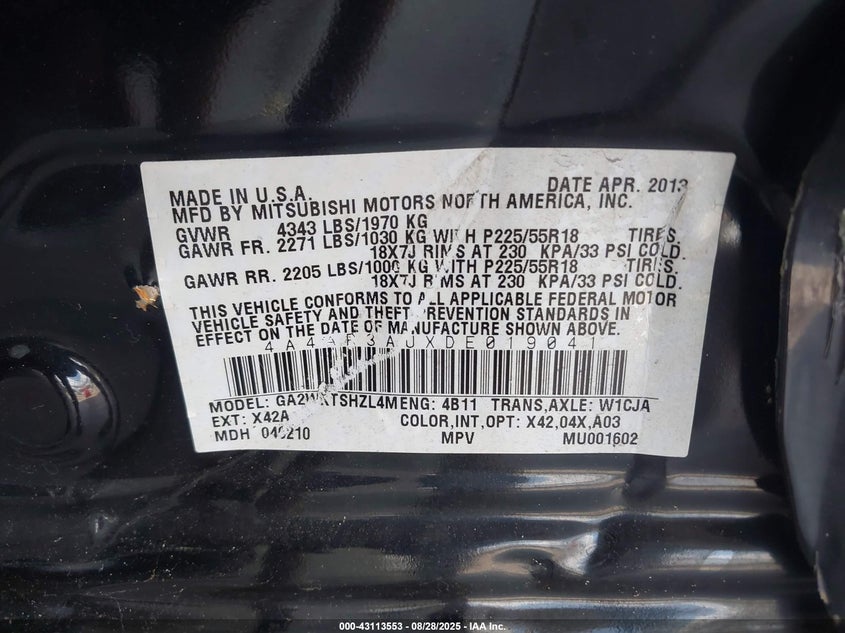 MADE IN U.S.A. DATE APR. 2013
MFD BY MITSUBISHI MOTORS NORTH AMERICA, INC.
GVWR 4343 LBS/1970 KG
GAWR FR. 2271 LBS/1030 KG WITH P225/55R18 TIRES.
18X7J RIMS AT 230 KPA/33 PSI COLD.
GAWR RR. 2205 LBS/1000 KG WITH P225/55R18 TIRES.
18X7J RIMS AT 230 KPA/33 PSI COLD.
THIS VEHICLE CONFORMS TO ALL APPLICABLE FEDERAL MOTOR
VEHICLE SAFETY AND THEFT PREVENTION STANDARDS IN
EFFECT ON THE DATE OF MANUFACTURE SHOWN ABOVE.
MODEL: ENG: 4B11 TRANS,AXLE: W1CJA
EXT: X42A COLOR,INT,OPT: X42,04X,A03
MDH MPV MU001602
000-43113553 - 08/28/2025 - IAA Inc.